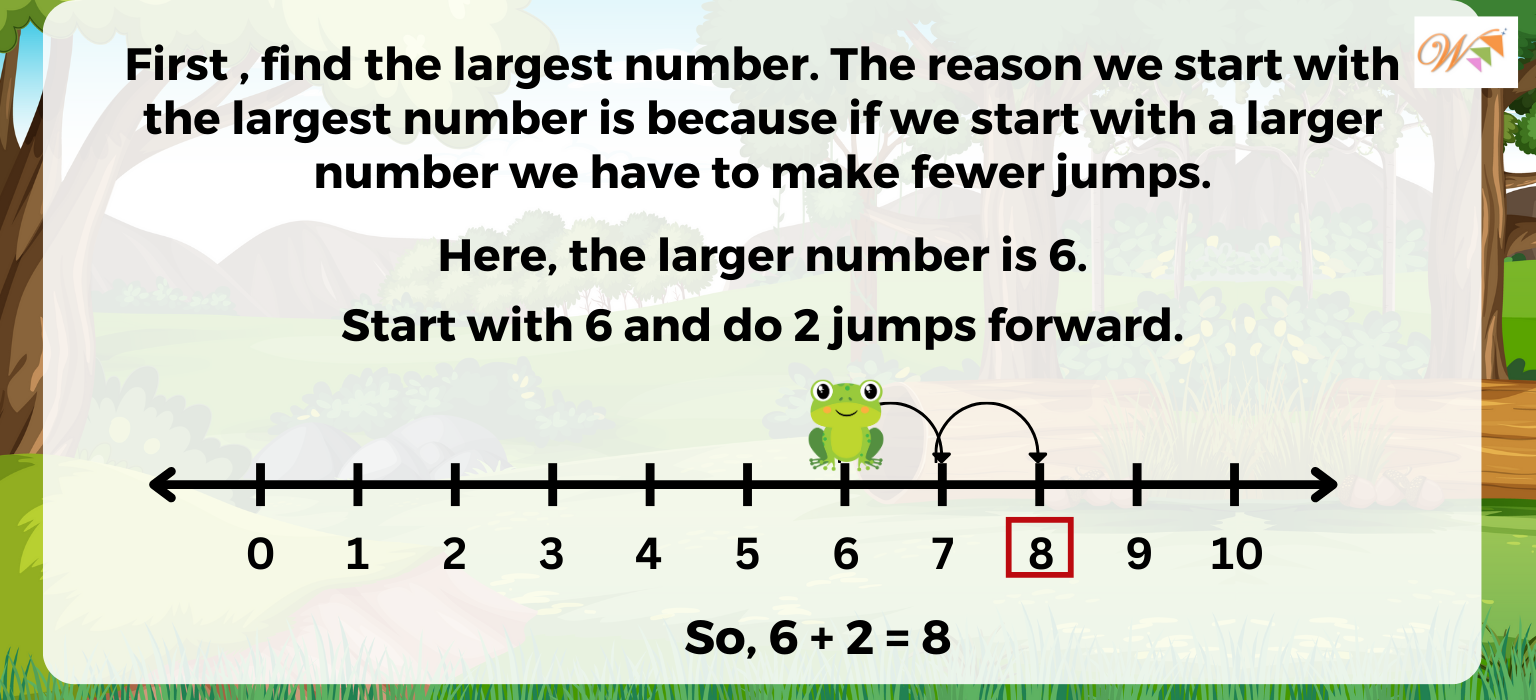 First , find the largest number. The reason we start with
the largest number is because if we start with a larger
number we have to make fewer jumps.
Here, the larger number is 6.
Start with 6 and do 2 jumps forward.
0 1 2 3 4 5 6 7 8 9 10
So, 6 + 2 = 8
W